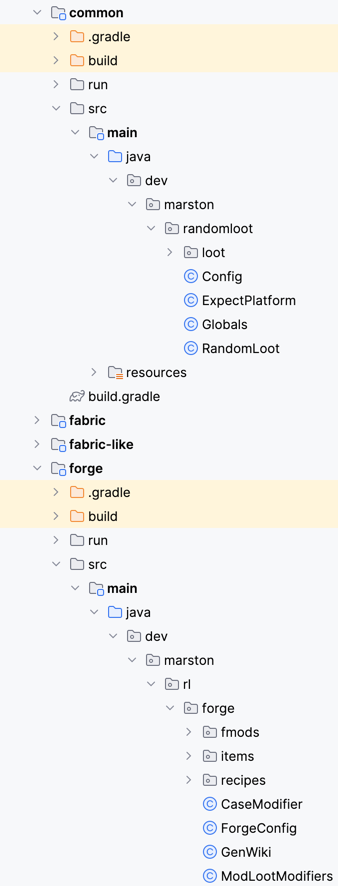 common
.gradle
build
run
src
main
java
dev
marston
randomloot
loot
Config
ExpectPlatform
Globals
RandomLoot
resources
build.gradle
fabric
fabric-like
forge
.gradle
build
run
src
main
java
dev
marston
rl
forge
fmods
items
recipes
CaseModifier
ForgeConfig
GenWiki
ModLootModifiers